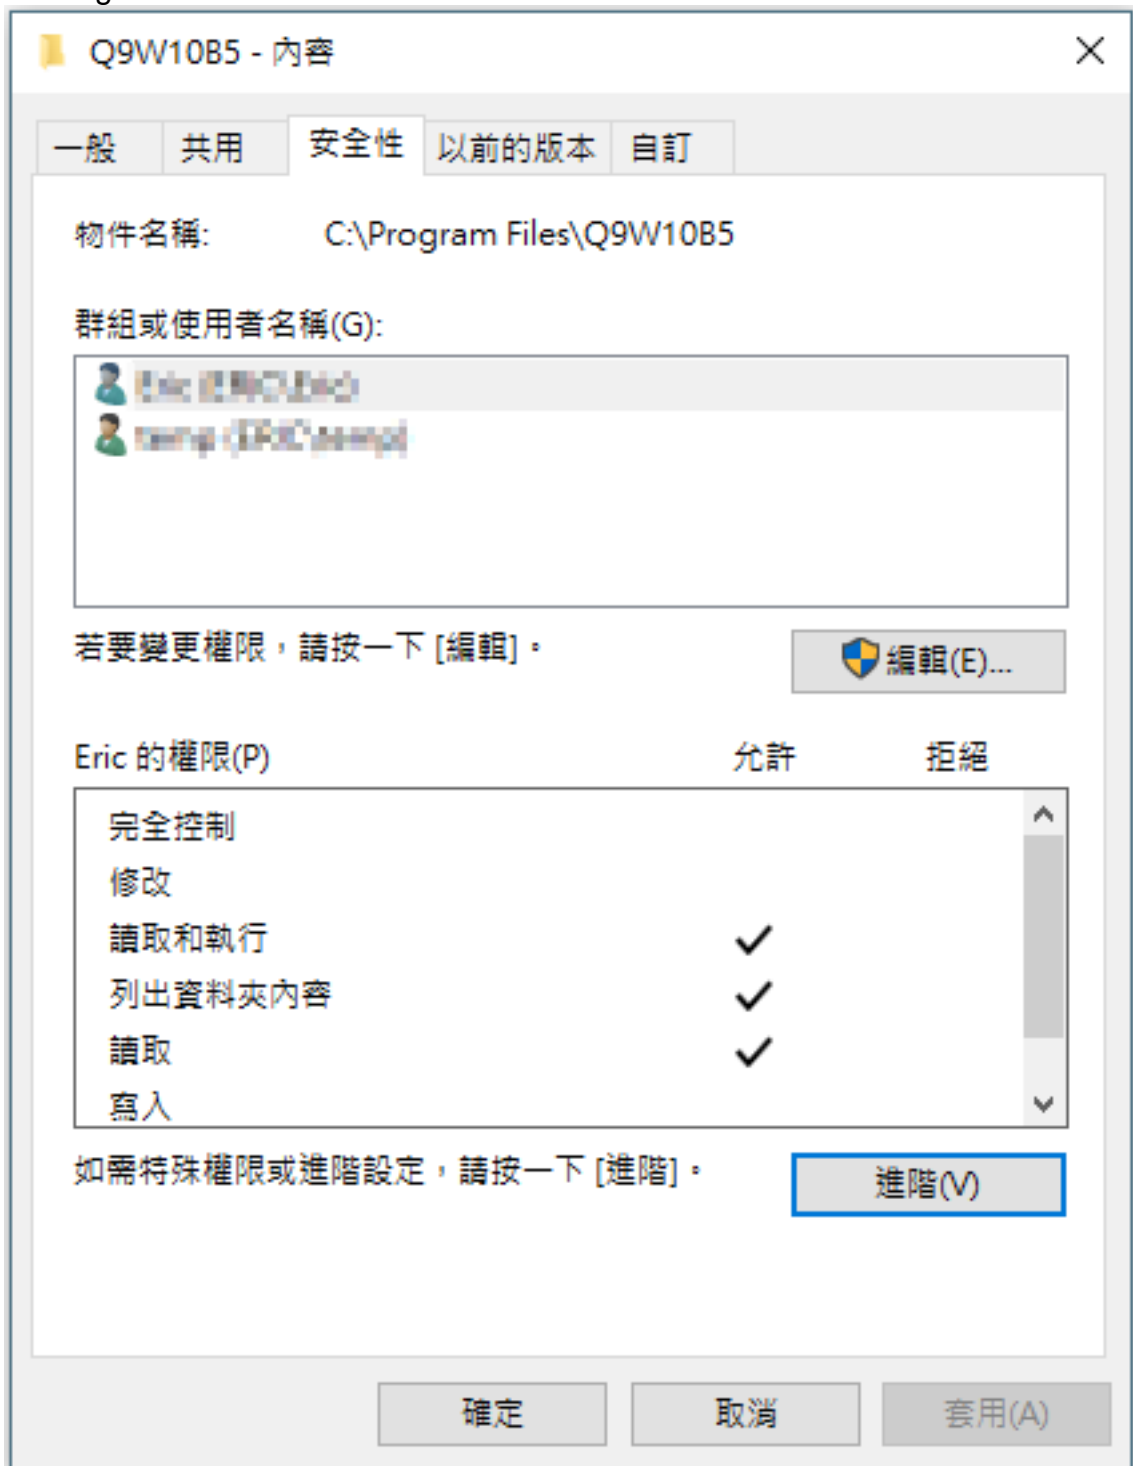 Q9W10B5 - 內容
一般 共用 安全性 以前的版本 自訂
物件名稱: C:\Program Files\Q9W10B5
群組或使用者名稱(G):
若要變更權限，請按一下 [編輯]。
編輯(E)...
Eric 的權限(P) 允許 拒絕
完全控制
修改
讀取和執行
列出資料夾內容
讀取
寫入
如需特殊權限或進階設定，請按一下 [進階]。
進階(V)
確定 取消 套用(A)